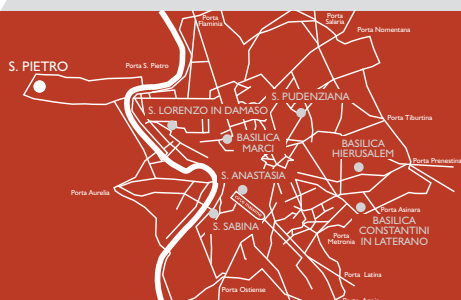 Porta
Flaminia
Porta
Salaria
Porta Nomentana
S. PIETRO
Porta S. Pietro
S. PUDENZIANA
S. LORENZO IN DAMASO
Porta Tiburtina
BASILICA
MARCI
BASILICA
HIERUSALEM
Porta Prenestina
S. ANASTASIA
Porta Aurelia
Porta Asinara
S. SABINA
BASILICA
CONSTANTINI
IN LATERANO
Porta
Metronia
Porta Latina
Porta Ostiense